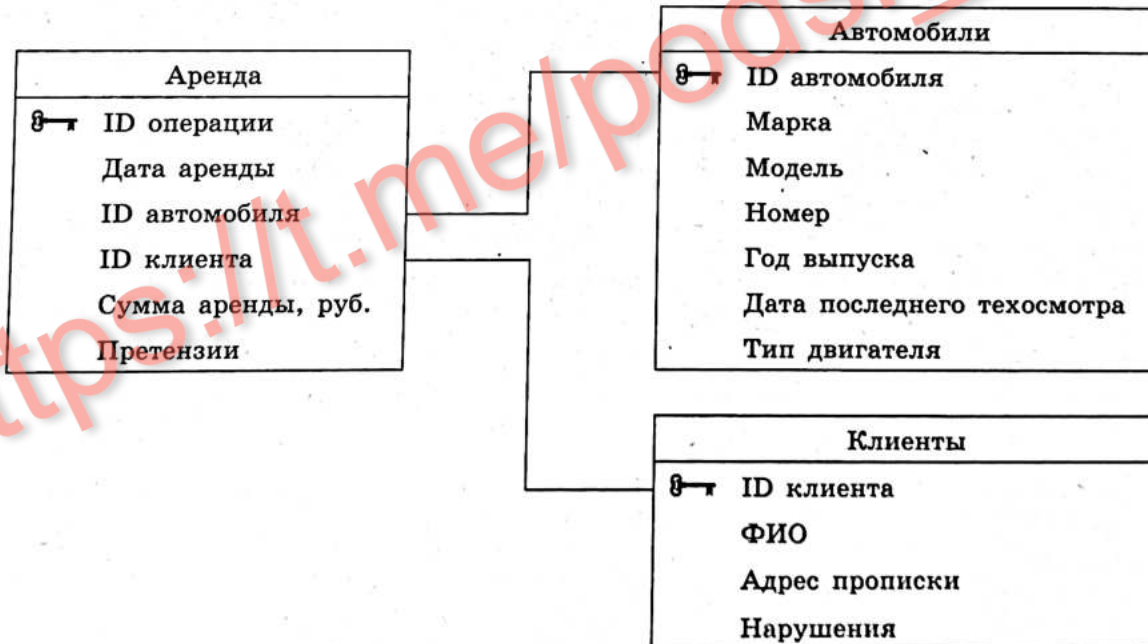 Аренда
ID операции
Дата аренды
ID автомобиля
ID клиента
Сумма аренды, руб.
Претензии
Автомобили
ID автомобиля
Марка
Модель
Номер
Год выпуска
Дата последнего техосмотра
Тип двигателя
Клиенты
ID клиента
ФИО
Адрес прописки
Нарушения